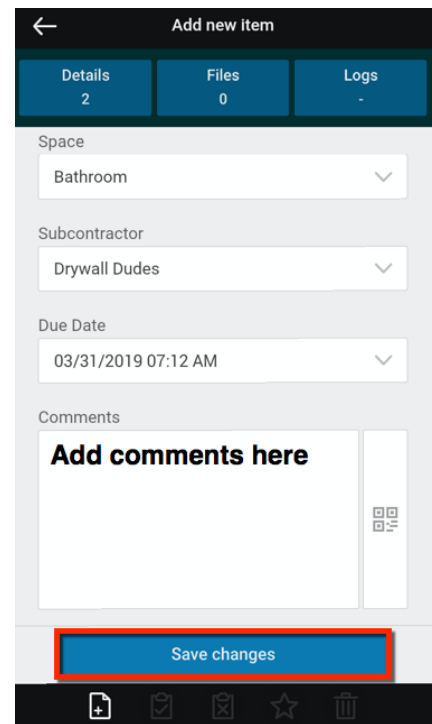 Add new item
Details Files Logs
2 0 -
Space
Bathroom
Subcontractor
Drywall Dudes
Due Date
03/31/2019 07:12 AM
Comments
Add comments here
Save changes